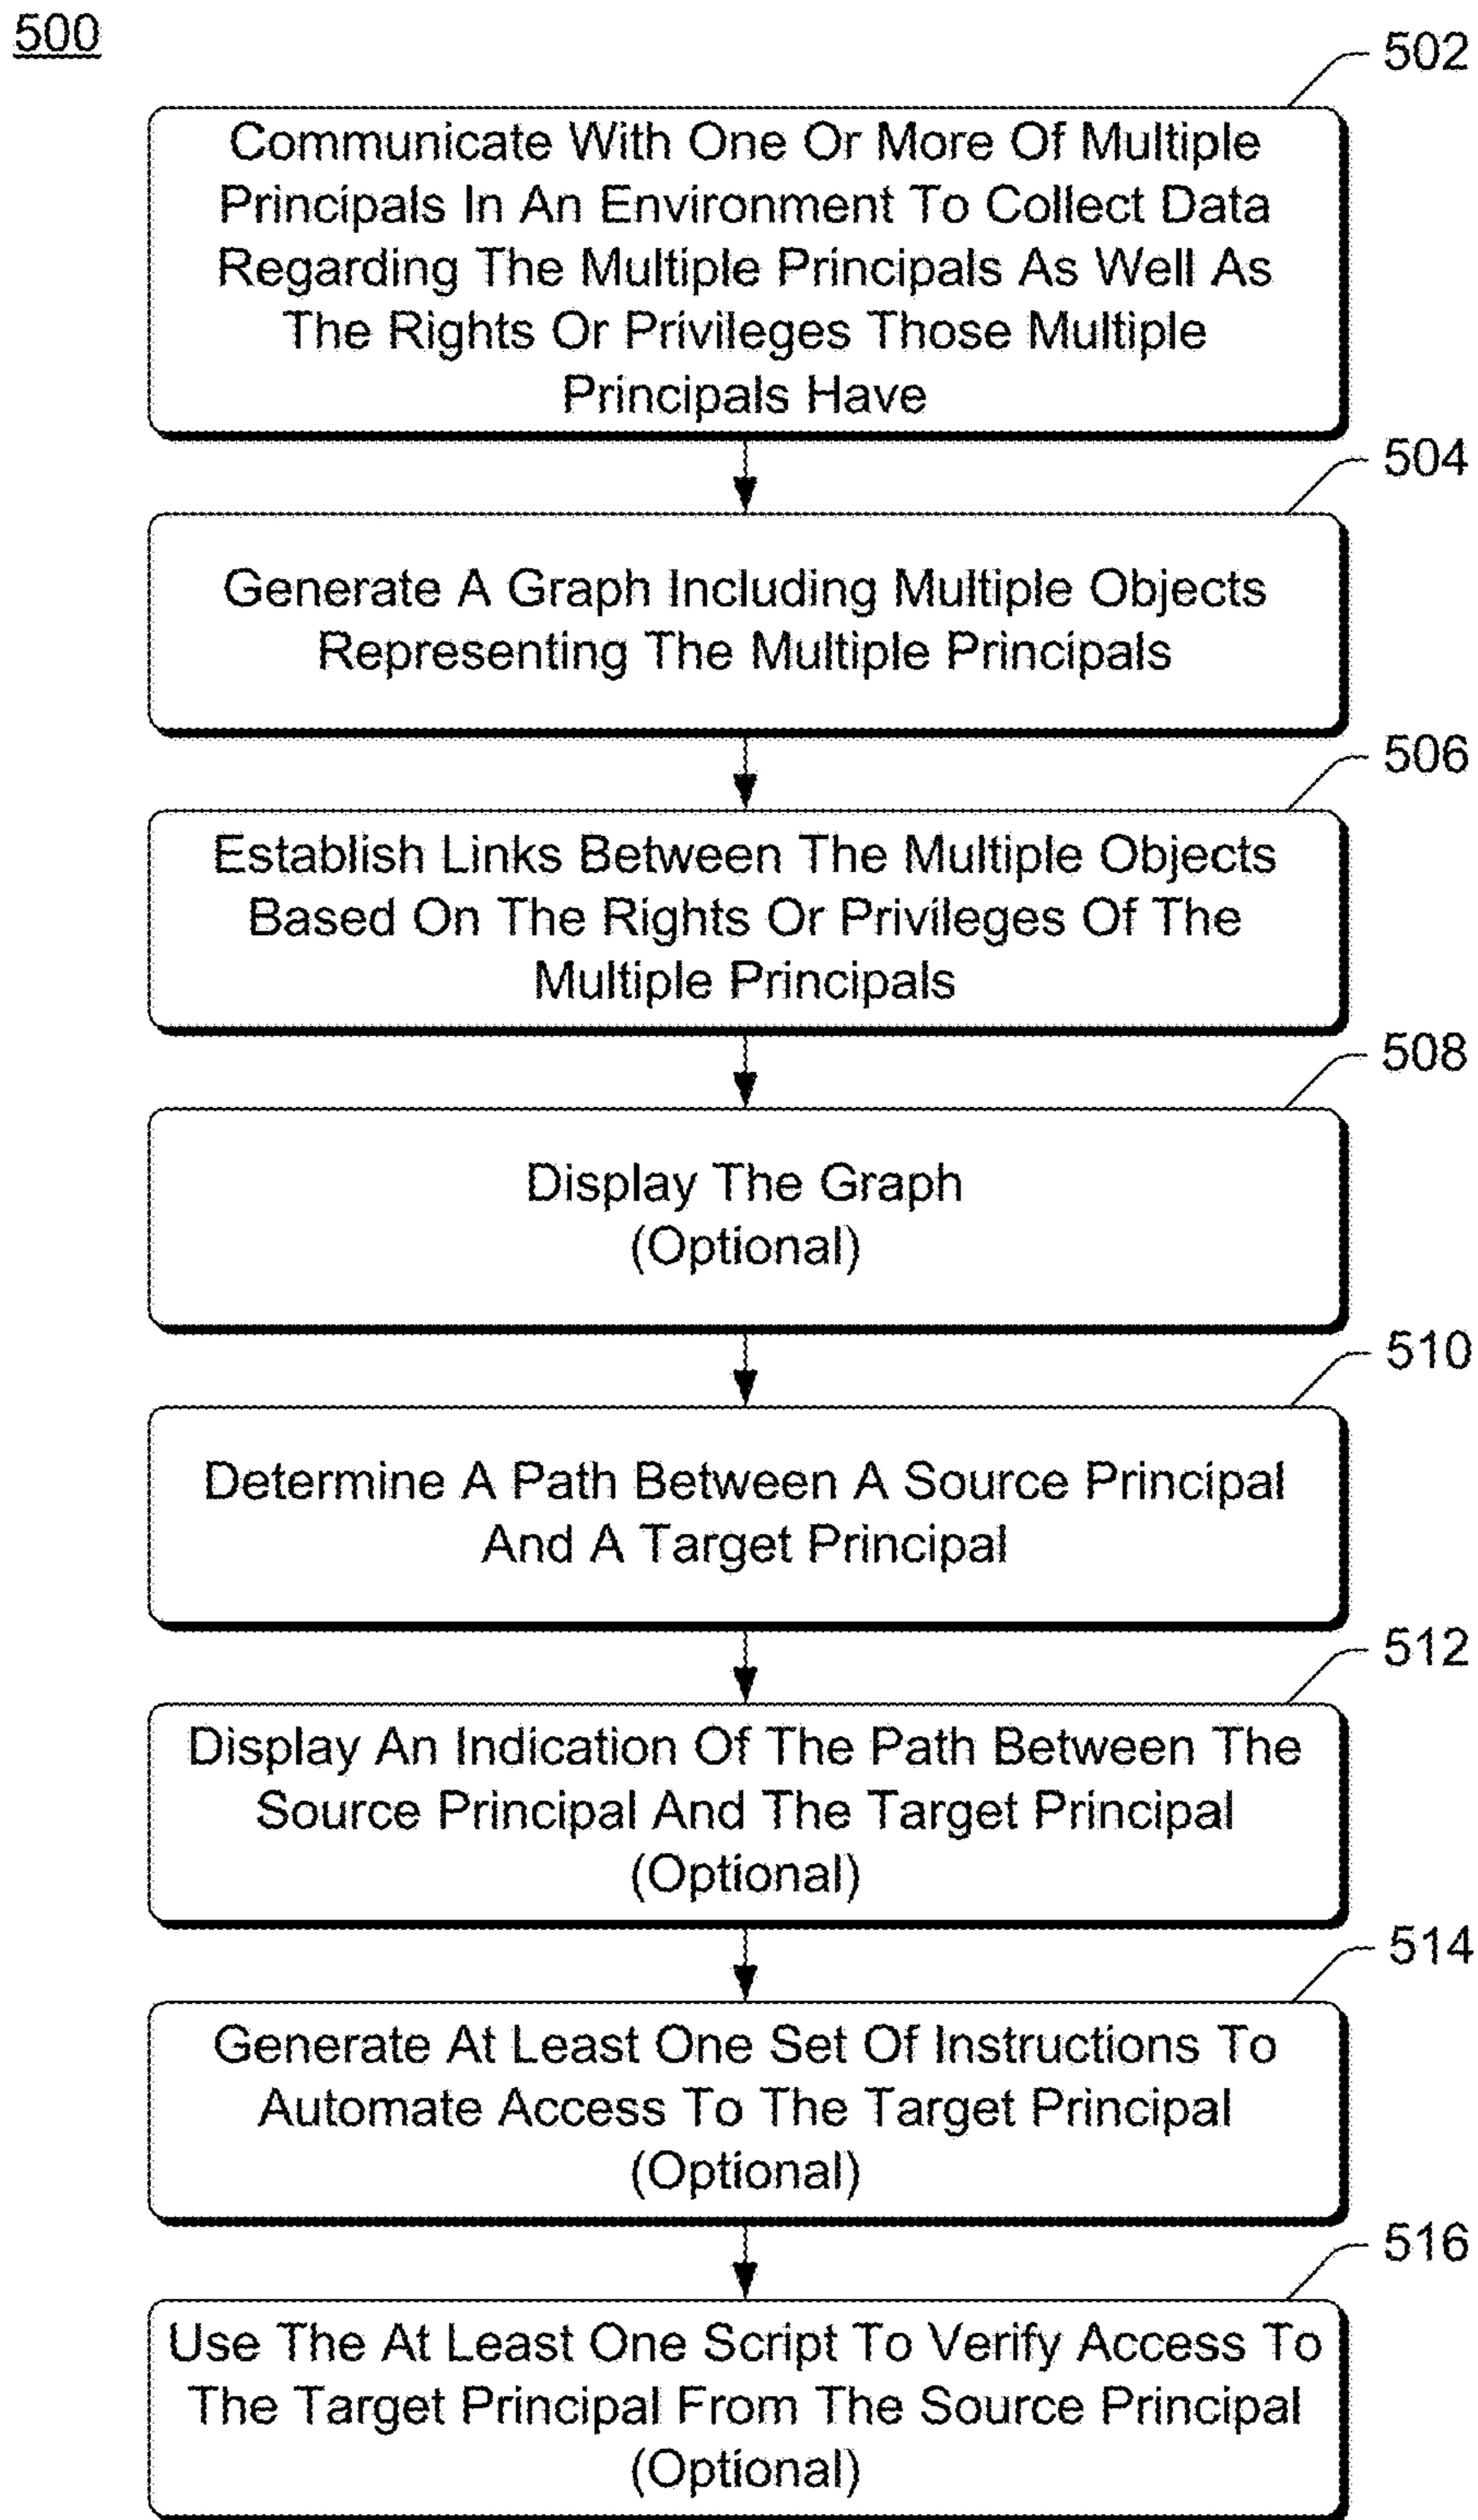 500
502
Communicate With One Or More Of Multiple
Principals In An Environment To Collect Data
Regarding The Multiple Principals As Well As
The Rights Or Privileges Those Multiple
Principals Have
504
Generate A Graph Including Multiple Objects
Representing The Multiple Principals
506
Establish Links Between The Multiple Objects
Based On The Rights Or Privileges Of The
Multiple Principals
508
Display The Graph
(Optional)
510
Determine A Path Between A Source Principal
And A Target Principal
512
Display An Indication Of The Path Between The
Source Principal And The Target Principal
(Optional)
514
Generate At Least One Set Of Instructions To
Automate Access To The Target Principal
(Optional)
516
Use The At Least One Script To Verify Access To
The Target Principal From The Source Principal
(Optional)